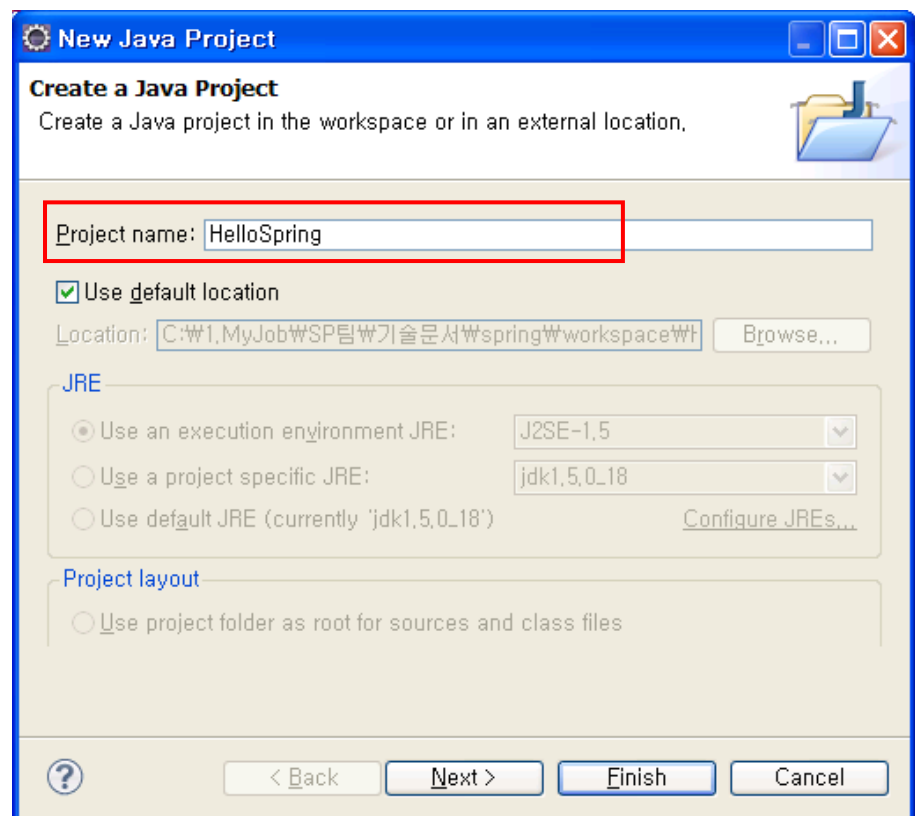 New Java Project
Create a Java Project
Create a Java project in the workspace or in an external location.
Project name: HelloSpring
Use default location
Location: C:₩1.MyJob₩SP팀₩기술문서₩spring₩workspace₩H Browse...
JRE
Use an execution environment JRE: J2SE-1.5
Use a project specific JRE: jdk1.5.0_18
Use default JRE (currently 'jdk1.5.0_18') Configure JREs...
Project layout
Use project folder as root for sources and class files
? < Back Next > Finish Cancel